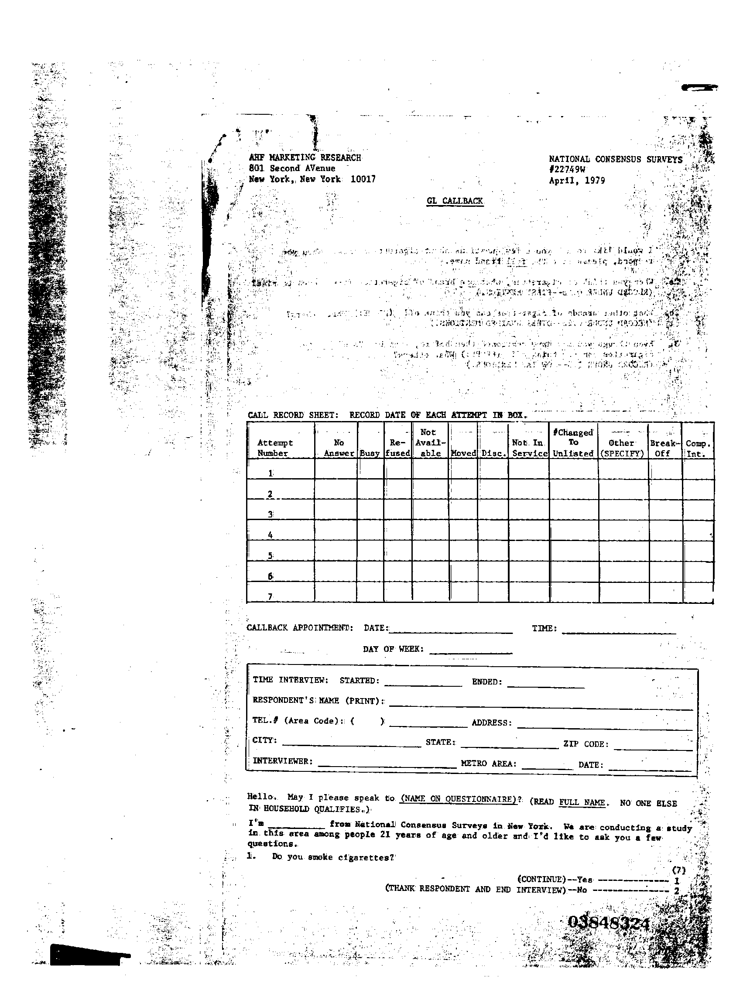 ARF MARKETING RESEARCH
801 Second AVenue
New York, New York 10017
NATIONAL CONSENSUS SURVEYS
#22749W
April, 1979
GL CALLBACK
CALL RECORD SHEET: RECORD DATE OF EACH ATTEMPT IN BOX.
Attempt Number | No Answer | Busy | Re-fused | Not Avail-able | Moved | Disc. | Not In Service | #Changed To Unlisted | Other (SPECIFY) | Break-Off | Comp. Int.
1
2
3
4
5
6
7
CALLBACK APPOINTMENT: DATE: TIME:
DAY OF WEEK:
TIME INTERVIEW: STARTED: ENDED:
RESPONDENT'S NAME (PRINT):
TEL.# (Area Code): ( ) ADDRESS:
CITY: STATE: ZIP CODE:
INTERVIEWER: METRO AREA: DATE:
Hello. May I please speak to (NAME ON QUESTIONNAIRE)? (READ FULL NAME. NO ONE ELSE
IN HOUSEHOLD QUALIFIES.)
I'm ________ from National Consensus Surveys in New York. We are conducting a study
in this area among people 21 years of age and older and I'd like to ask you a few
questions.
1. Do you smoke cigarettes?
(7)
(CONTINUE)--Yes -------------- 1
(THANK RESPONDENT AND END INTERVIEW)--No -------------- 2
03848324